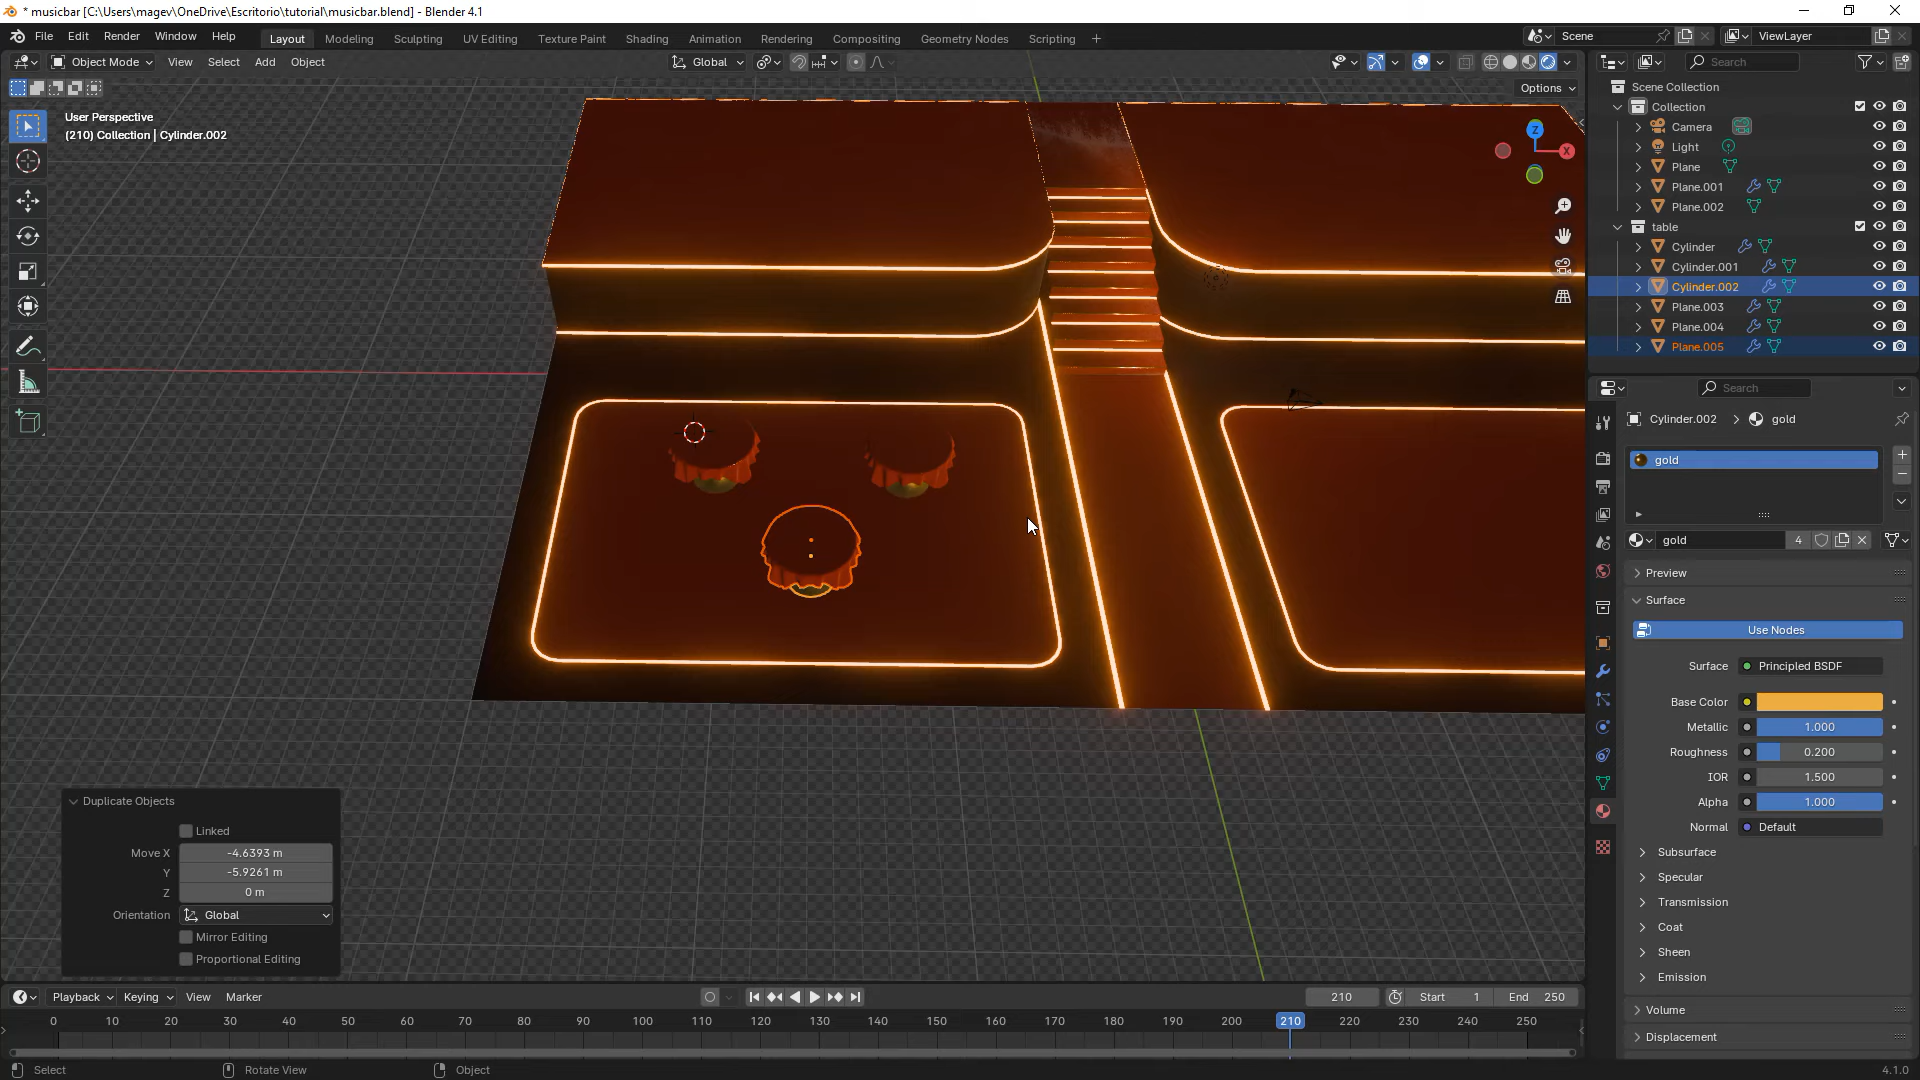 * musicbar [C:\Users\magev\OneDrive\Escritorio\tutorial\musicbar.blend] - Blender 4.1
File Edit Render Window Help
Layout Modeling Sculpting UV Editing Texture Paint Shading Animation Rendering Compositing Geometry Nodes Scripting +
Scene
ViewLayer
Object Mode View Select Add Object
Global
Options
User Perspective
(210) Collection | Cylinder.002
Z
X
Search
Scene Collection
Collection
Camera
Light
Plane
Plane.001
Plane.002
table
Cylinder
Cylinder.001
Cylinder.002
Plane.003
Plane.004
Plane.005
Search
Cylinder.002 > gold
gold
gold 4
Preview
Surface
Use Nodes
Surface Principled BSDF
Base Color
Metallic 1.000
Roughness 0.200
IOR 1.500
Alpha 1.000
Normal Default
Subsurface
Specular
Transmission
Coat
Sheen
Emission
Volume
Displacement
Duplicate Objects
Linked
Move X -4.6393 m
Y -5.9261 m
Z 0 m
Orientation Global
Mirror Editing
Proportional Editing
Playback Keying View Marker
210 Start 1 End 250
0 10 20 30 40 50 60 70 80 90 100 110 120 130 140 150 160 170 180 190 200 210 220 230 240 250
Select Rotate View Object 4.1.0